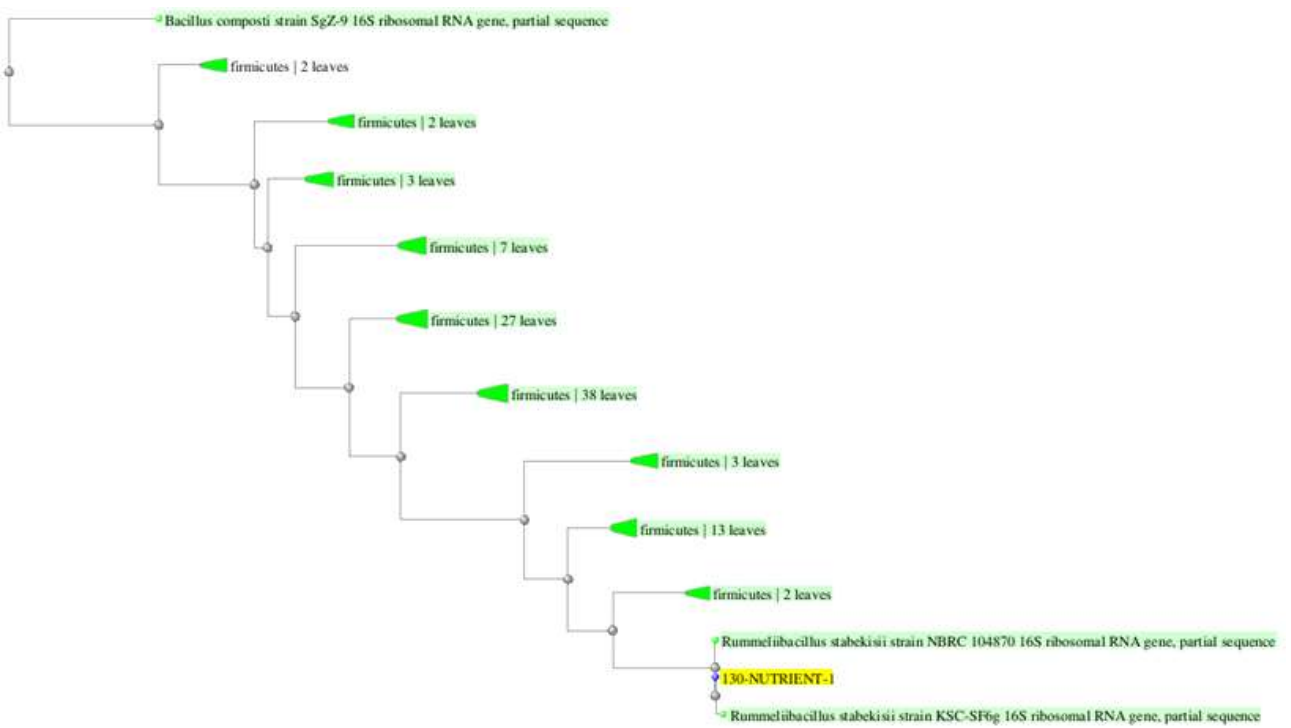 Bacillus composti strain SgZ-9 16S ribosomal RNA gene, partial sequence
firmicutes | 2 leaves
firmicutes | 2 leaves
firmicutes | 3 leaves
firmicutes | 7 leaves
firmicutes | 27 leaves
firmicutes | 38 leaves
firmicutes | 3 leaves
firmicutes | 13 leaves
firmicutes | 2 leaves
Rummeliibacillus stabekisii strain NBRC 104870 16S ribosomal RNA gene, partial sequence
130-NUTRIENT-1
Rummeliibacillus stabekisii strain KSC-SF6g 16S ribosomal RNA gene, partial sequence